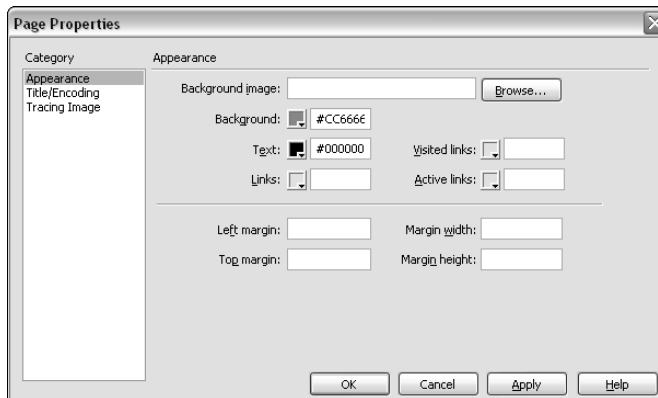 Page Properties
Category
Appearance
Title/Encoding
Tracing Image
Appearance
Background image: Browse...
Background: #CC6666
Text: #000000 Visited links:
Links: Active links:
Left margin: Margin width:
Top margin: Margin height:
OK Cancel Apply Help